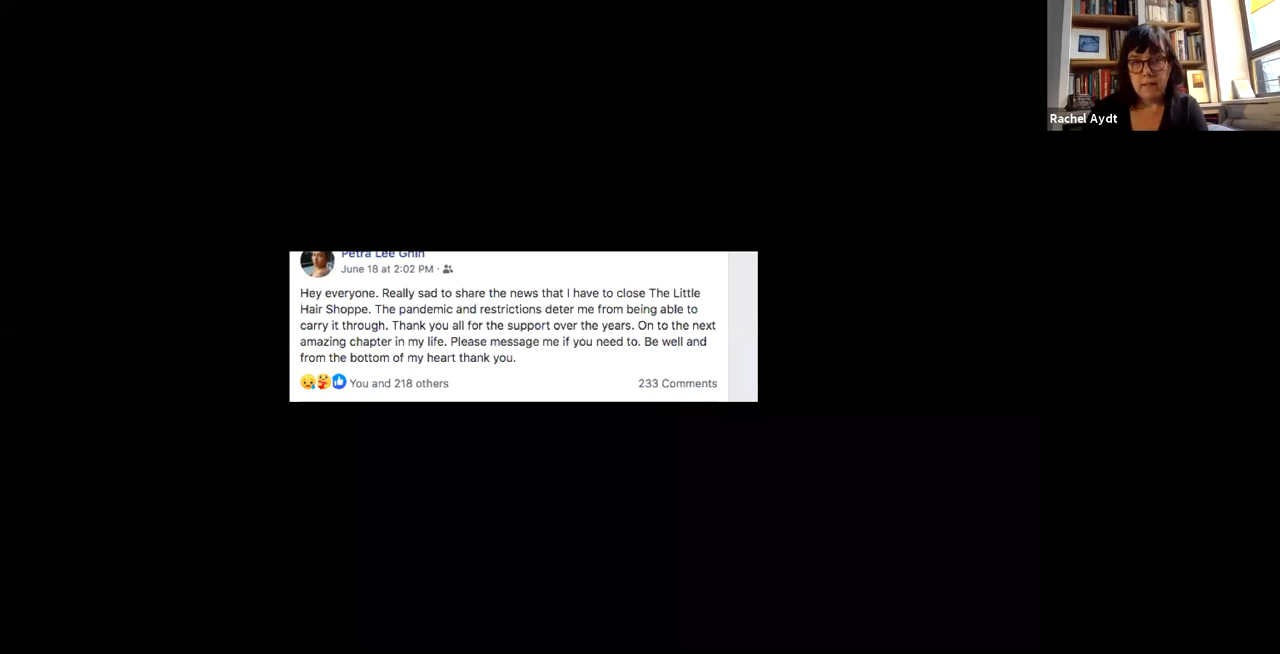 Rachel Aydt
Petra Lee Ghin
June 18 at 2:02 PM ·
Hey everyone. Really sad to share the news that I have to close The Little
Hair Shoppe. The pandemic and restrictions deter me from being able to
carry it through. Thank you all for the support over the years. On to the next
amazing chapter in my life. Please message me if you need to. Be well and
from the bottom of my heart thank you.
You and 218 others 233 Comments